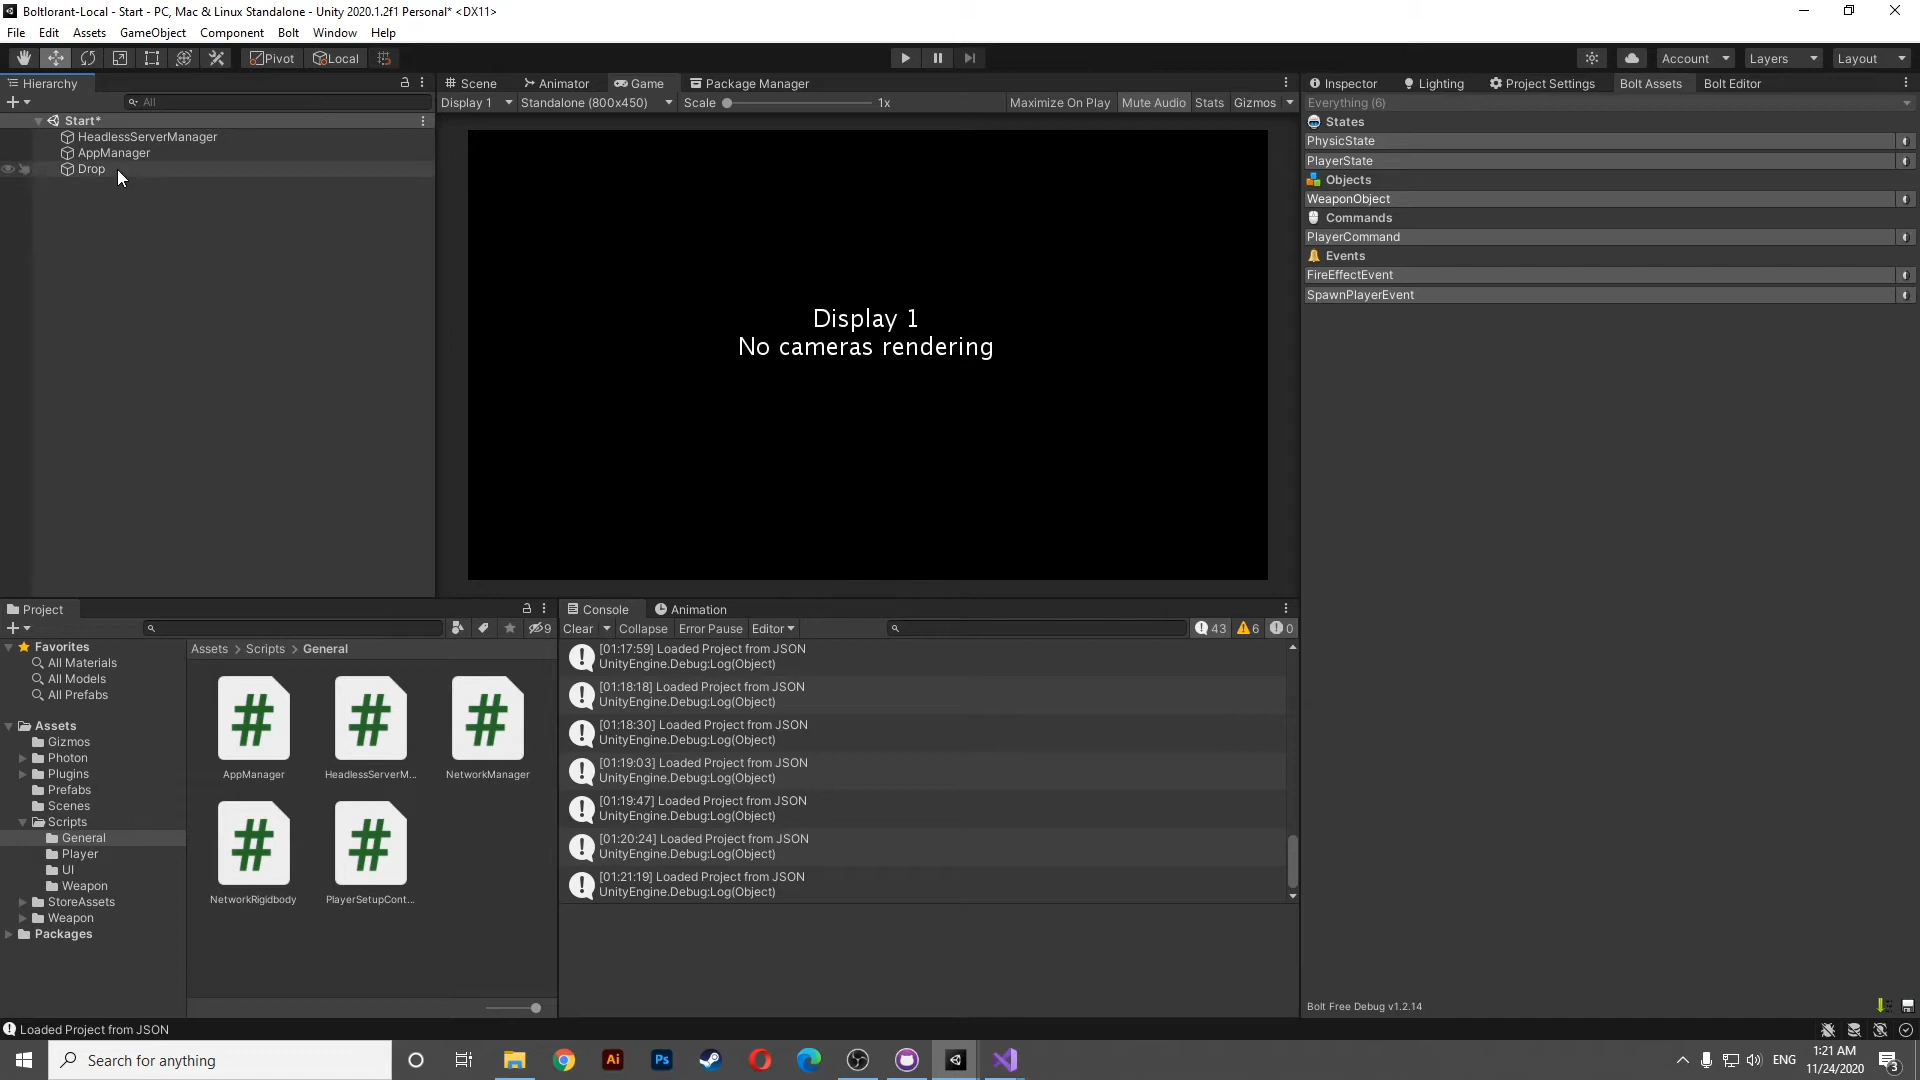 Boltlorant-Local - Start - PC, Mac & Linux Standalone - Unity 2020.1.2f1 Personal* <DX11>
File Edit Assets GameObject Component Bolt Window Help
Pivot Local Account Layers Layout
Hierarchy
All
Start*
HeadlessServerManager
AppManager
Drop
Scene Animator Game Package Manager
Display 1 Standalone (800x450) Scale 1x Maximize On Play Mute Audio Stats Gizmos
Display 1
No cameras rendering
Inspector Lighting Project Settings Bolt Assets Bolt Editor
Everything (6)
States
PhysicState
PlayerState
Objects
WeaponObject
Commands
PlayerCommand
Events
FireEffectEvent
SpawnPlayerEvent
Bolt Free Debug v1.2.14
Project
9
Favorites
All Materials
All Models
All Prefabs
Assets
Gizmos
Photon
Plugins
Prefabs
Scenes
Scripts
General
Player
UI
Weapon
StoreAssets
Weapon
Packages
Assets > Scripts > General
AppManager HeadlessServerM... NetworkManager
NetworkRigidbody PlayerSetupCont...
Console Animation
Clear Collapse Error Pause Editor 43 6 0
[01:17:59] Loaded Project from JSON
UnityEngine.Debug:Log(Object)
[01:18:18] Loaded Project from JSON
UnityEngine.Debug:Log(Object)
[01:18:30] Loaded Project from JSON
UnityEngine.Debug:Log(Object)
[01:19:03] Loaded Project from JSON
UnityEngine.Debug:Log(Object)
[01:19:47] Loaded Project from JSON
UnityEngine.Debug:Log(Object)
[01:20:24] Loaded Project from JSON
UnityEngine.Debug:Log(Object)
[01:21:19] Loaded Project from JSON
UnityEngine.Debug:Log(Object)
Loaded Project from JSON
Search for anything
Ai Ps
ENG
1:21 AM
11/24/2020
3